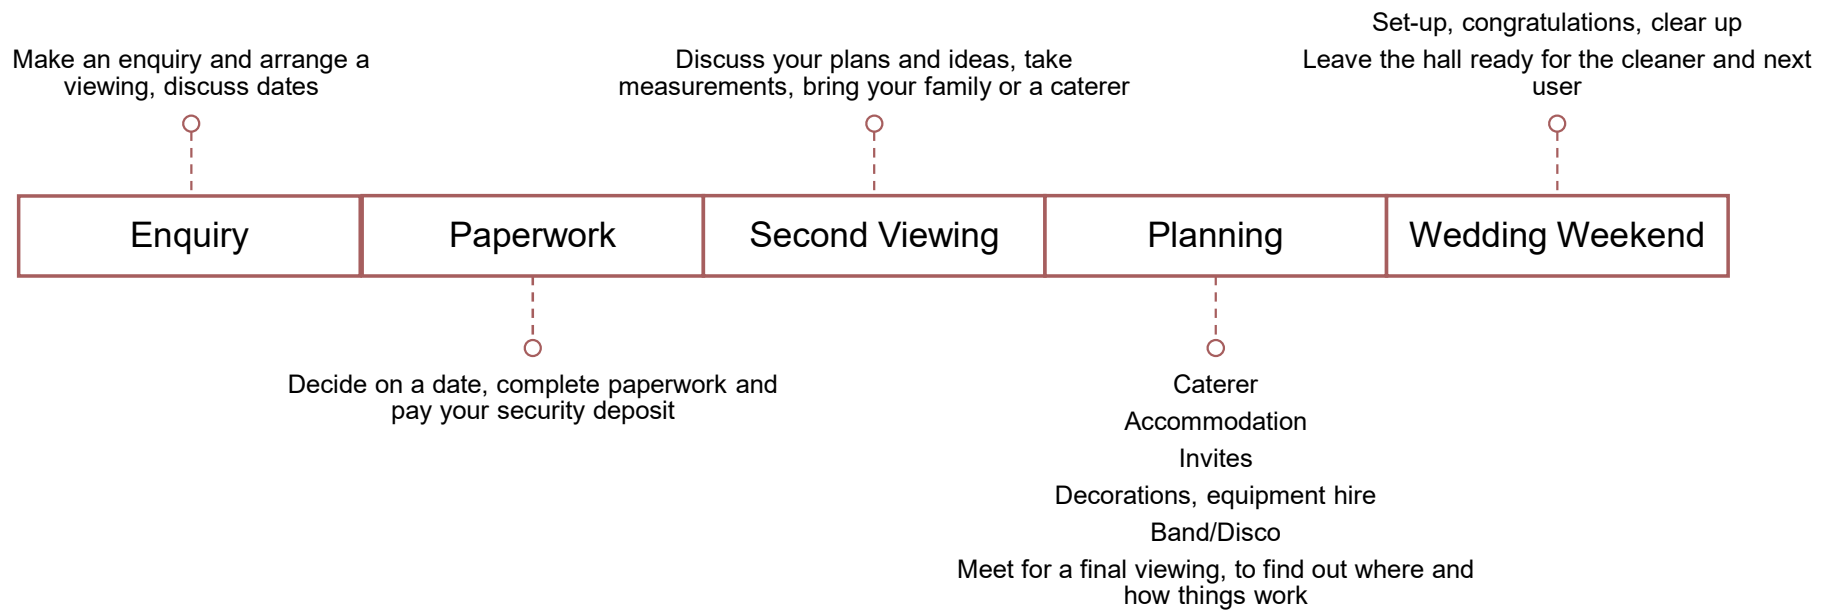 Set-up, congratulations, clear up
Make an enquiry and arrange a
viewing, discuss dates
Discuss your plans and ideas, take
measurements, bring your family or a caterer
Leave the hall ready for the cleaner and next
user
Enquiry
Paperwork
Second Viewing
Planning
Wedding Weekend
Decide on a date, complete paperwork and
pay your security deposit
Caterer
Accommodation
Invites
Decorations, equipment hire
Band/Disco
Meet for a final viewing, to find out where and
how things work